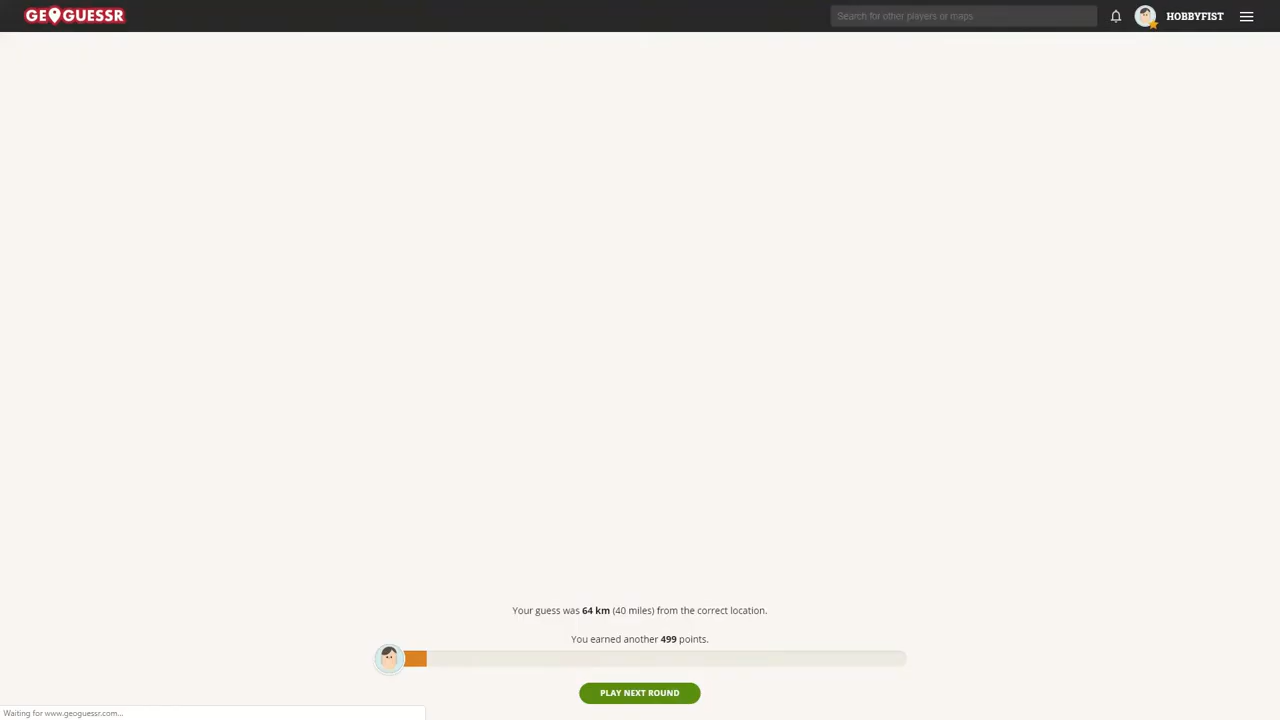 GEOGUESSR
Search for other players or maps
HOBBYFIST
Your guess was 64 km (40 miles) from the correct location.
You earned another 499 points.
PLAY NEXT ROUND
Waiting for www.geoguessr.com...